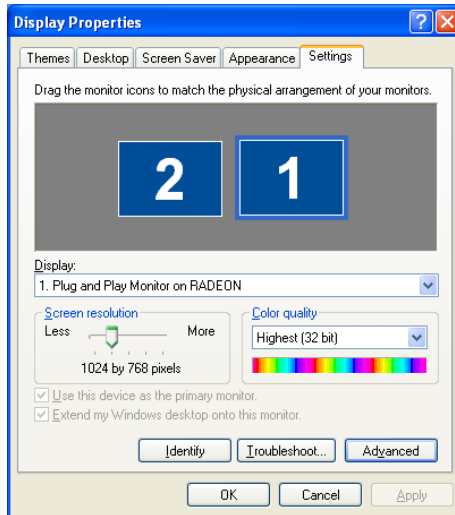 Display Properties
Themes Desktop Screen Saver Appearance Settings
Drag the monitor icons to match the physical arrangement of your monitors.
2 1
Display:
1. Plug and Play Monitor on RADEON
Screen resolution
Less More
1024 by 768 pixels
Color quality
Highest (32 bit)
Use this device as the primary monitor.
Extend my Windows desktop onto this monitor.
Identify Troubleshoot... Advanced
OK Cancel Apply